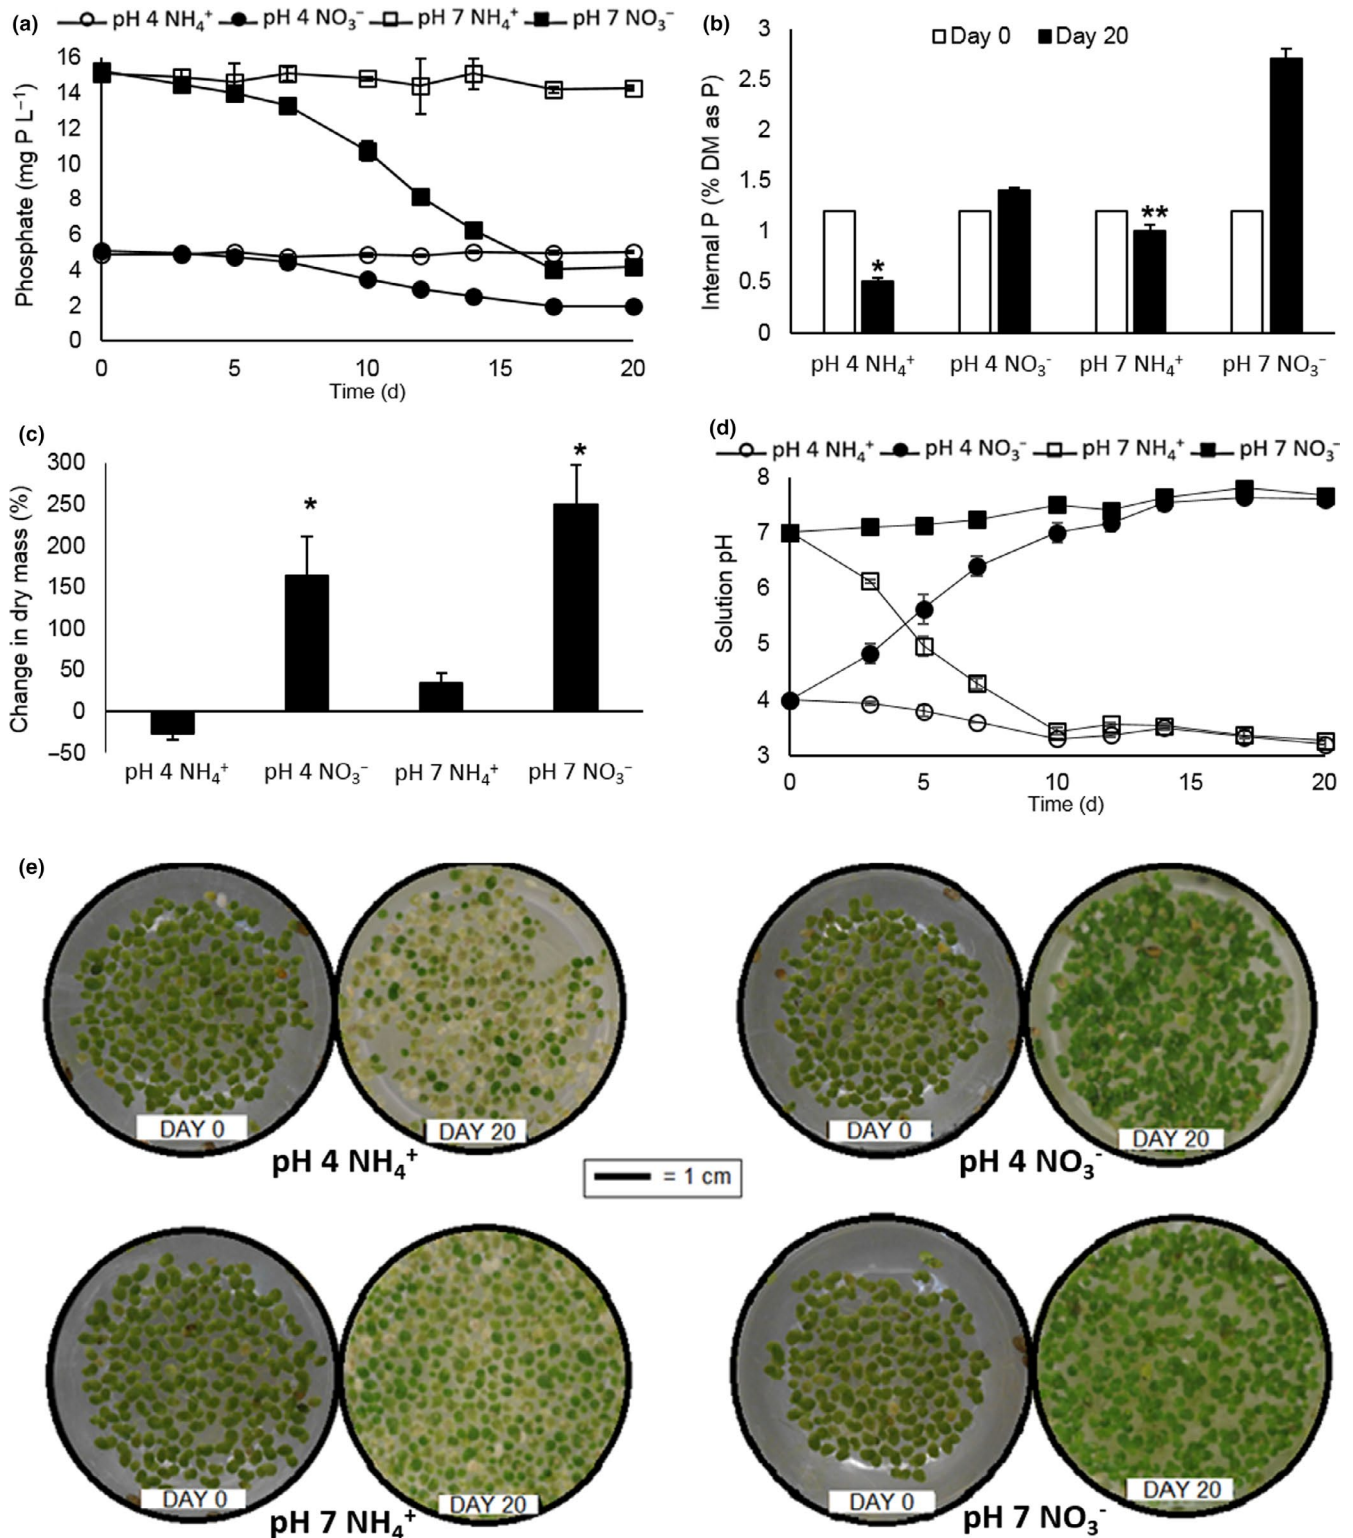 (a)
pH 4 NH₄⁺ pH 4 NO₃⁻ pH 7 NH₄⁺ pH 7 NO₃⁻
Phosphate (mg P L⁻¹)
16
14
12
10
8
6
4
2
0
0 5 10 15 20
Time (d)
(b)
Day 0 Day 20
Internal P (% DM as P)
3
2.5
2
1.5
1
0.5
0
* **
pH 4 NH₄⁺ pH 4 NO₃⁻ pH 7 NH₄⁺ pH 7 NO₃⁻
(c)
Change in dry mass (%)
300
250
200
150
100
50
0
–50
* *
pH 4 NH₄⁺ pH 4 NO₃⁻ pH 7 NH₄⁺ pH 7 NO₃⁻
(d)
pH 4 NH₄⁺ pH 4 NO₃⁻ pH 7 NH₄⁺ pH 7 NO₃⁻
Solution pH
8
7
6
5
4
3
0 5 10 15 20
Time (d)
(e)
DAY 0 DAY 20
pH 4 NH₄⁺
DAY 0 DAY 20
pH 4 NO₃⁻
= 1 cm
DAY 0 DAY 20
pH 7 NH₄⁺
DAY 0 DAY 20
pH 7 NO₃⁻